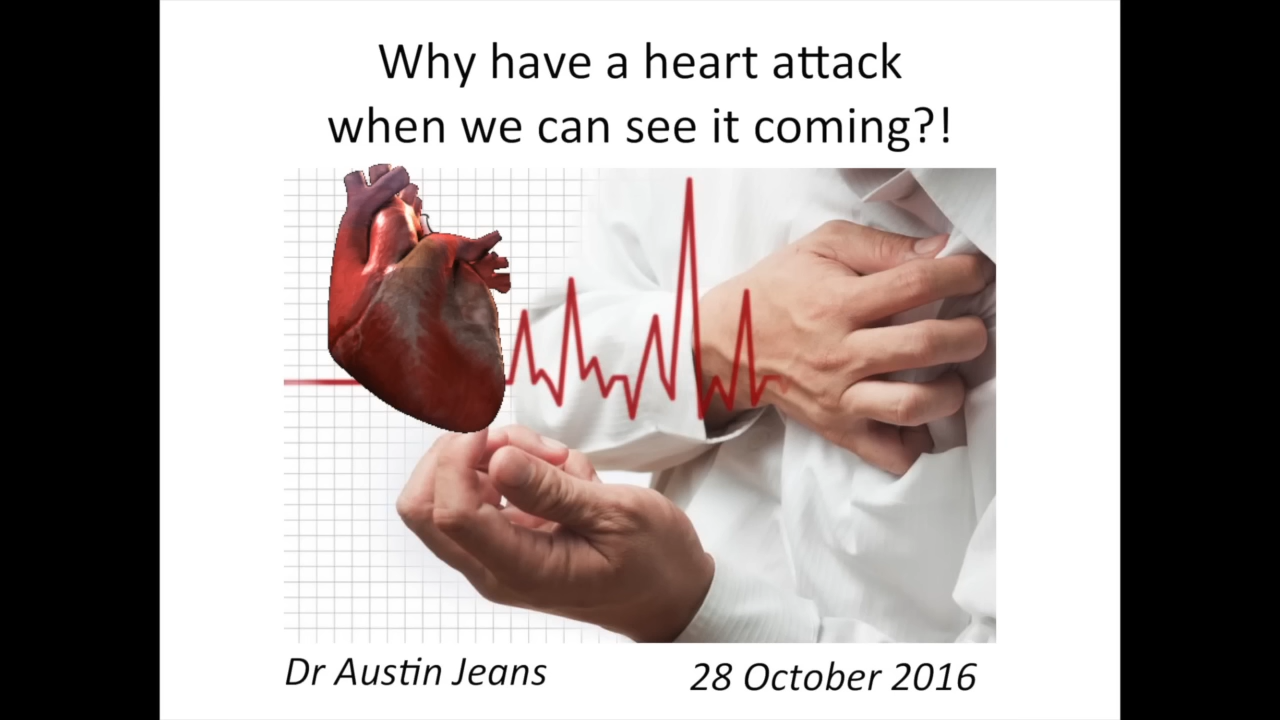 Why have a heart attack
when we can see it coming?!
Dr Austin Jeans
28 October 2016